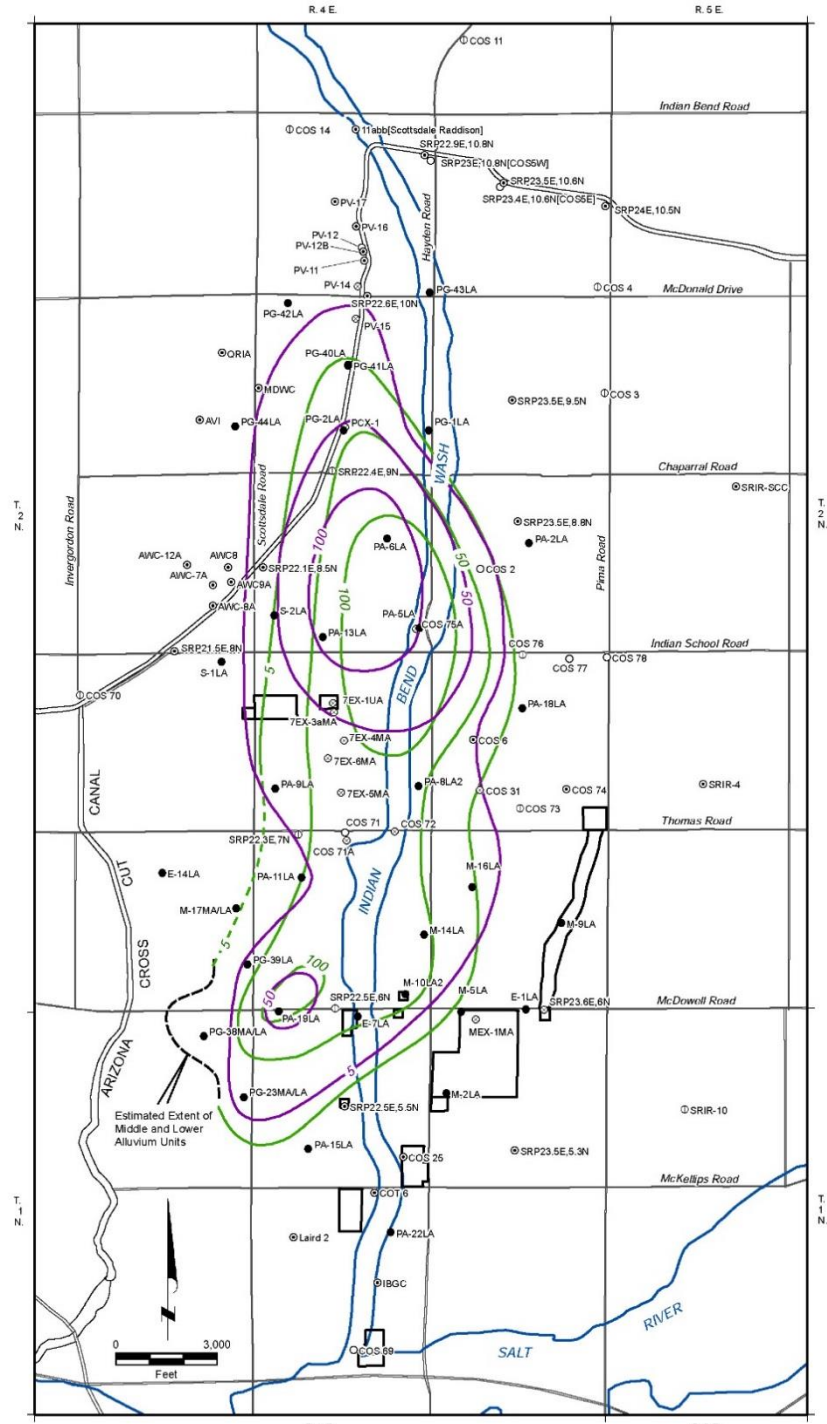 R. 4 E.
R. 5 E.
COS 11
Indian Bend Road
COS 14
11abb[Scottsdale Raddison]
SRP22.9E,10.8N
SRP23E,10.8N[COS5W]
SRP23.5E,10.6N
SRP23.4E,10.6N[COS5E]
SRP24E,10.5N
PV-17
Hayden Road
PV-16
PV-12
PV-12B
PV-11
PV-14
PG-43LA
COS 4
McDonald Drive
PG-42LA
SRP22.6E,10N
PV-15
ORIA
PG-40LA
PG-41LA
MDWC
COS 3
SRP23.5E,9.5N
AVI
PG-44LA
PG-2LA
PCX-1
PG-1LA
WASH
Chaparral Road
SRP22.4E,9N
Scottsdale Road
SRIR-SCC
T.
2
N.
T.
2
N.
Invergordon Road
100
SRP23.5E,8.8N
PA-6LA
PA-2LA
50
Pima Road
AWC-12A
AWC8
SRP22.1E,8.5N
COS 2
AWC-7A
AWC9A
100
50
AWC-8A
S-2LA
PA-5LA
COS 75A
PA-13LA
COS 76
Indian School Road
SRP21.5E,8N
S-1LA
5
COS 77
COS 78
BEND
COS 70
7EX-1UA
7EX-3aMA
PA-18LA
7EX-4MA
COS 6
7EX-6MA
CANAL
PA-9LA
7EX-5MA
PA-8LA2
COS 31
COS 74
SRIR-4
COS 73
Thomas Road
SRP22.3E,7N
COS 71
COS 72
COS 71A
CUT
E-14LA
PA-11LA
M-16LA
INDIAN
M-17MA/LA
M-9LA
5
M-14LA
CROSS
PG-39LA
100
50
M-10LA2
SRP22.5E,6N
M-5LA
E-1LA
SRP23.6E,6N
McDowell Road
PA-19LA
E-7LA
MEX-1MA
PG-38MA/LA
ARIZONA
5
PG-23MA/LA
M-2LA
SRP22.5E,5.5N
SRIR-10
Estimated Extent of
Middle and Lower
Alluvium Units
PA-15LA
SRP23.5E,5.3N
COS 25
McKellips Road
T.
1
N.
T.
1
N.
COT 6
Laird 2
PA-22LA
IBGC
RIVER
0
3,000
Feet
COS 69
SALT